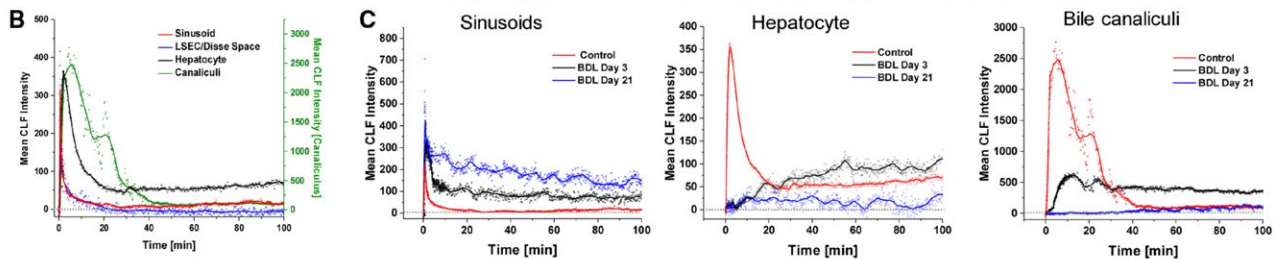 B
500
400
300
200
100
0
Mean CLF Intensity
Sinusoid
LSEC/Disse Space
Hepatocyte
Canaliculi
3000
2500
2000
1500
1000
500
0
Mean CLF Intensity [Canaliculus]
0 20 40 60 80 100
Time [min]
C
Sinusoids
800
700
600
500
400
300
200
100
0
Mean CLF Intensity
Control
BDL Day 3
BDL Day 21
0 20 40 60 80 100
Time [min]
Hepatocyte
400
350
300
250
200
150
100
50
0
Mean CLF Intensity
Control
BDL Day 3
BDL Day 21
0 20 40 60 80 100
Time [min]
Bile canaliculi
3000
2500
2000
1500
1000
500
0
Mean CLF Intensity
Control
BDL Day 3
BDL Day 21
0 20 40 60 80 100
Time [min]